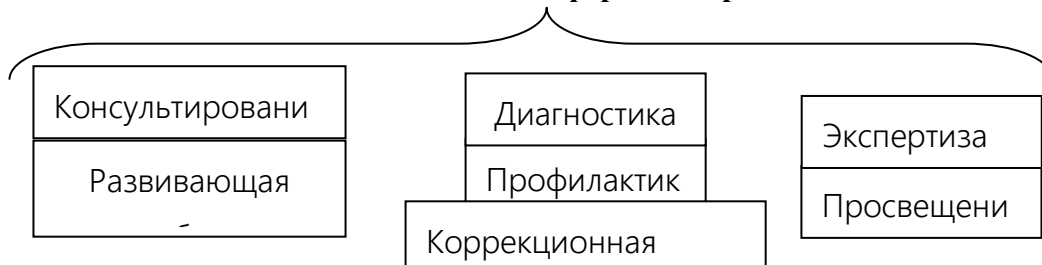 Консультировани
Развивающая
Диагностика
Профилактик
Коррекционная
Экспертиза
Просвещени